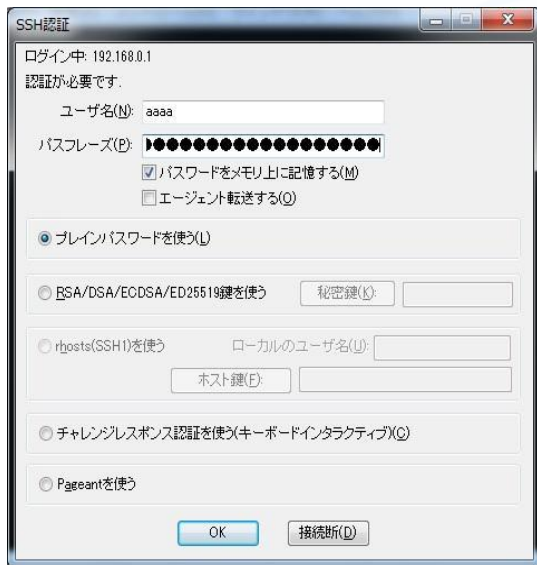 SSH認証
ログイン中: 192.168.0.1
認証が必要です.
ユーザ名(N): aaaa
パスフレーズ(P): ●●●●●●●●●●●●●●●●●●
パスワードをメモリ上に記憶する(M)
エージェント転送する(O)
プレインパスワードを使う(L)
RSA/DSA/ECDSA/ED25519鍵を使う 秘密鍵(K):
rhosts(SSH1)を使う ローカルのユーザ名(U):
ホスト鍵(F):
チャレンジレスポンス認証を使う(キーボードインタラクティブ)(C)
Pageantを使う
OK 接続断(D)